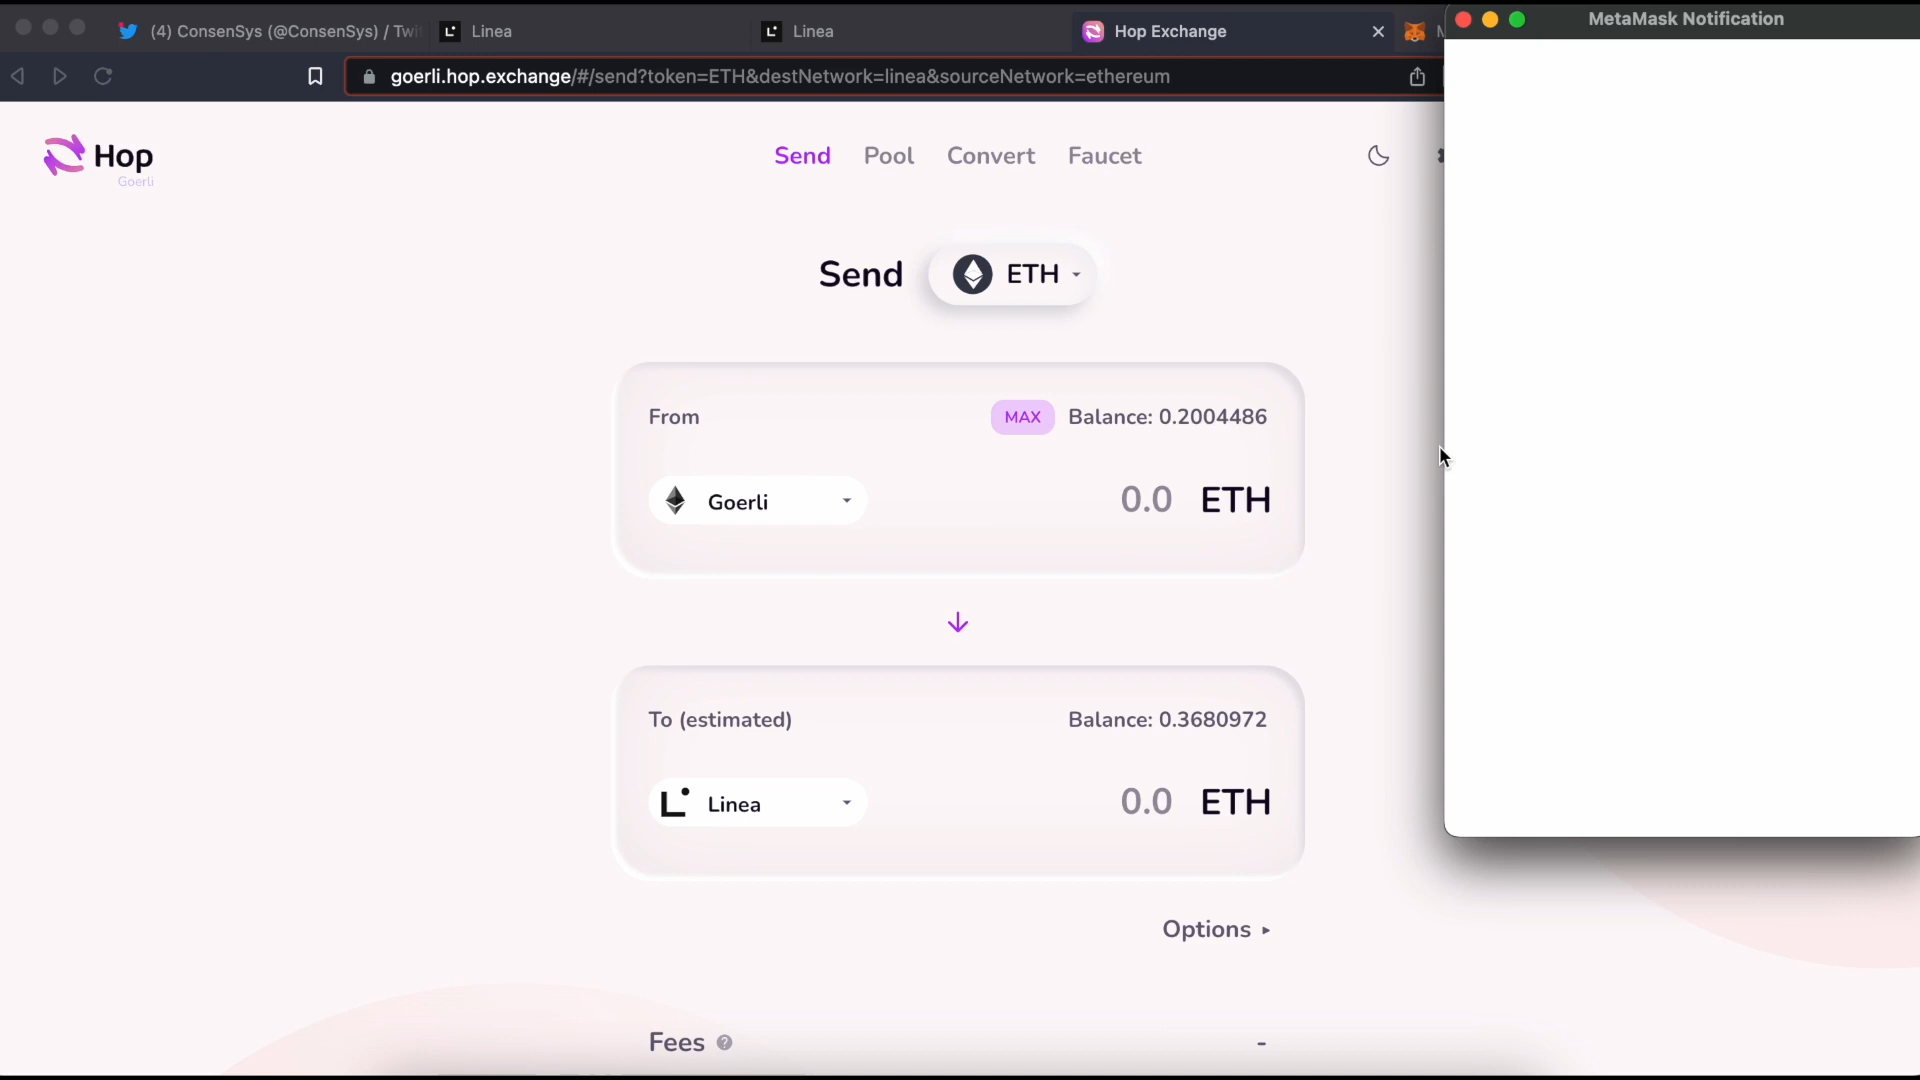 (4) ConsenSys (@ConsenSys) / Twi
Linea
Linea
Hop Exchange
MetaMask Notification
goerli.hop.exchange/#/send?token=ETH&destNetwork=linea&sourceNetwork=ethereum
Hop
Goerli
Send
Pool
Convert
Faucet
Send
ETH
From
MAX
Balance: 0.2004486
Goerli
0.0 ETH
To (estimated)
Balance: 0.3680972
Linea
0.0 ETH
Options
Fees
-